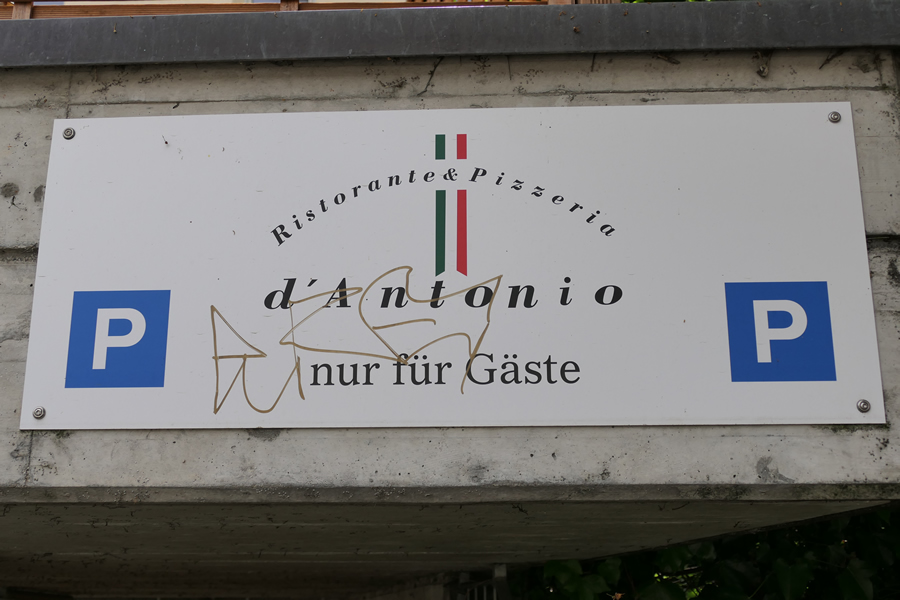 Ristorante & Pizzeria
d´Antonio
P
nur für Gäste
P